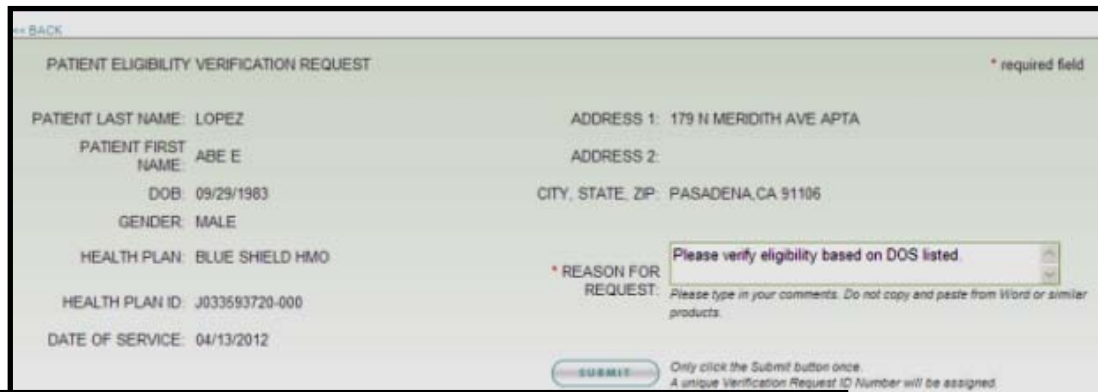 << BACK
PATIENT ELIGIBILITY VERIFICATION REQUEST
* required field
PATIENT LAST NAME: LOPEZ
ADDRESS 1: 179 N MERIDITH AVE APTA
PATIENT FIRST NAME: ABE E
ADDRESS 2:
DOB: 09/29/1983
CITY, STATE, ZIP: PASADENA,CA 91106
GENDER: MALE
HEALTH PLAN: BLUE SHIELD HMO
* REASON FOR REQUEST:
Please verify eligibility based on DOS listed.
Please type in your comments. Do not copy and paste from Word or similar
products.
HEALTH PLAN ID: J033593720-000
DATE OF SERVICE: 04/13/2012
SUBMIT
Only click the Submit button once.
A unique Verification Request ID Number will be assigned